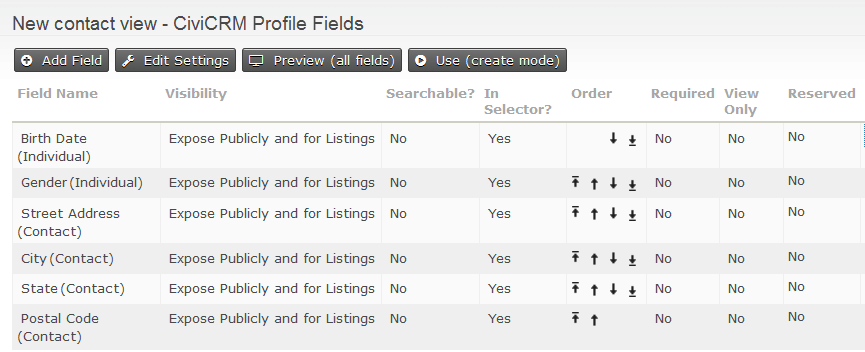 New contact view - CiviCRM Profile Fields
Add Field Edit Settings Preview (all fields) Use (create mode)
Field Name Visibility Searchable? In Selector? Order Required View Only Reserved
Birth Date (Individual) Expose Publicly and for Listings No Yes No No No
Gender (Individual) Expose Publicly and for Listings No Yes No No No
Street Address (Contact) Expose Publicly and for Listings No Yes No No No
City (Contact) Expose Publicly and for Listings No Yes No No No
State (Contact) Expose Publicly and for Listings No Yes No No No
Postal Code (Contact) Expose Publicly and for Listings No Yes No No No